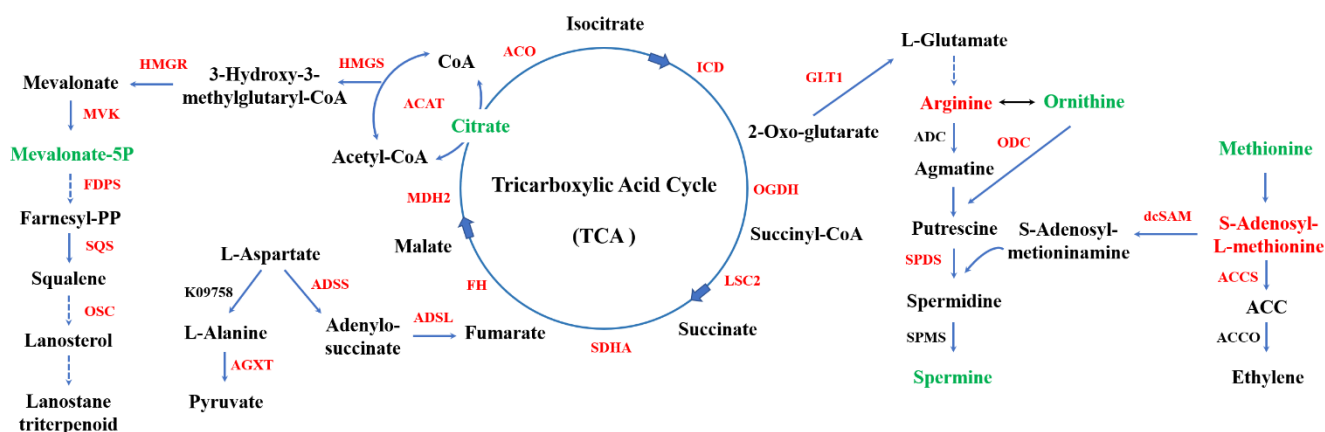 Isocitrate
ACO
ICD
HMGR
HMGS
CoA
Mevalonate
3-Hydroxy-3-
methylglutaryl-CoA
ACAT
MVK
Citrate
Acetyl-CoA
Mevalonate-5P
FDPS
Farnesyl-PP
SQS
Squalene
OSC
Lanosterol
Lanostane
triterpenoid
MDH2
Tricarboxylic Acid Cycle
(TCA )
OGDH
Malate
Succinyl-CoA
L-Aspartate
K09758
ADSS
FH
LSC2
L-Alanine
Adenylo-
succinate
ADSL
Fumarate
Succinate
SDHA
AGXT
Pyruvate
L-Glutamate
GLT1
2-Oxo-glutarate
Arginine
Ornithine
ADC
ODC
Agmatine
Methionine
Putrescine
S-Adenosyl-
metioninamine
dcSAM
S-Adenosyl-
L-methionine
SPDS
ACCS
Spermidine
ACC
SPMS
ACCO
Spermine
Ethylene